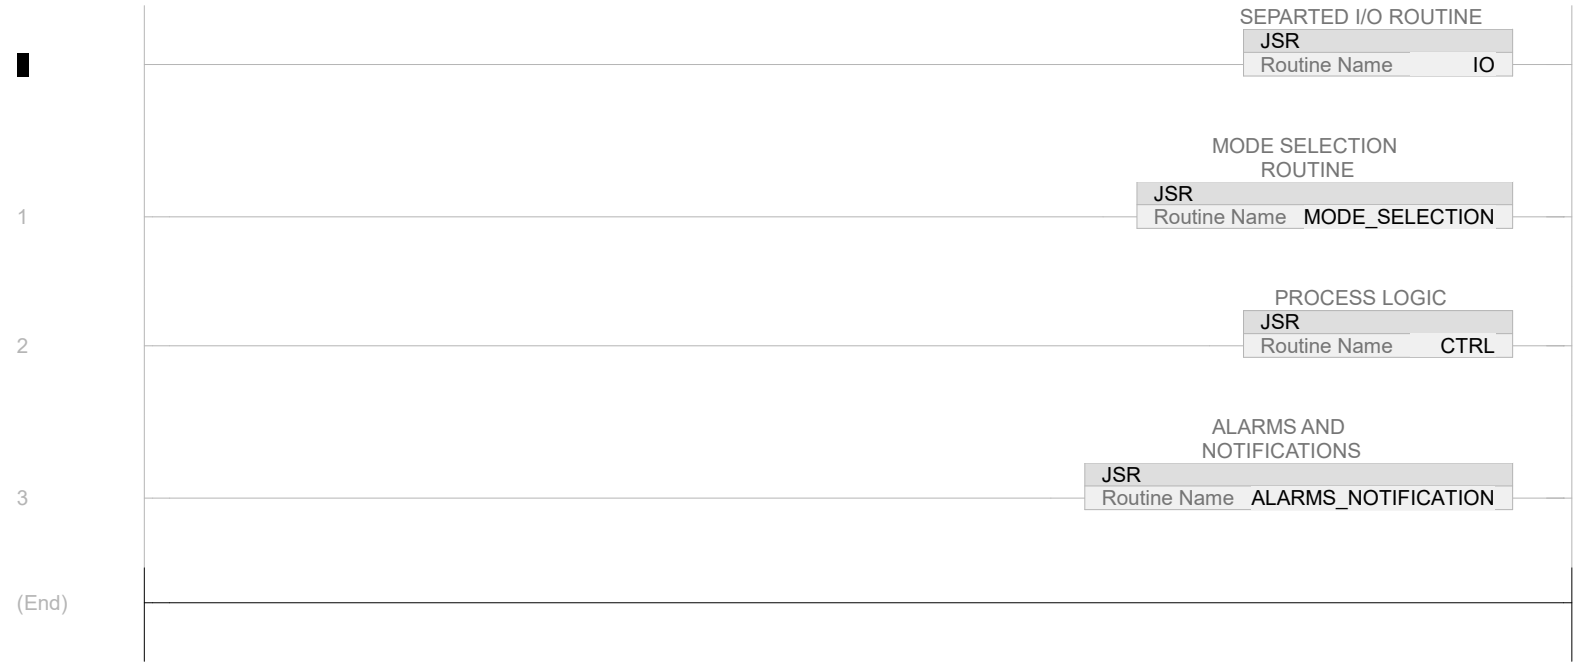 SEPARTED I/O ROUTINE
JSR
Routine Name IO
MODE SELECTION
ROUTINE
JSR
1
Routine Name MODE_SELECTION
PROCESS LOGIC
JSR
2
Routine Name CTRL
ALARMS AND
NOTIFICATIONS
JSR
3
Routine Name ALARMS_NOTIFICATION
(End)